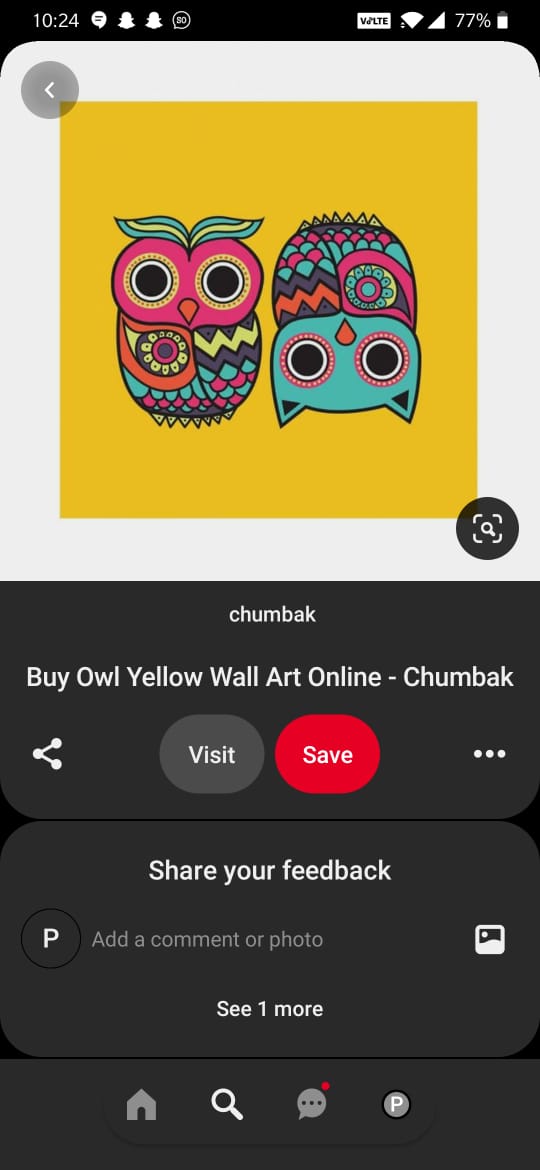 10:24
VoLTE
77%
chumbak
Buy Owl Yellow Wall Art Online - Chumbak
Visit
Save
Share your feedback
P
Add a comment or photo
See 1 more
P